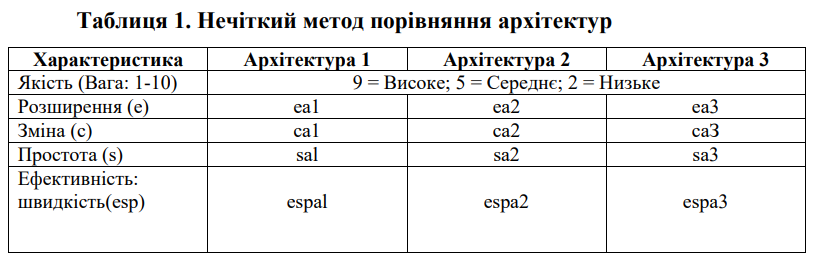 Таблиця 1. Нечіткий метод порівняння архітектур
Характеристика Архітектура 1 Архітектура 2 Архітектура 3
Якість (Вага: 1-10) 9 = Високе; 5 = Середнє; 2 = Низьке
Розширення (e) ea1 ea2 ea3
Зміна (c) ca1 ca2 ca3
Простота (s) sal sa2 sa3
Ефективність:
швидкість(esp) espal espa2 espa3